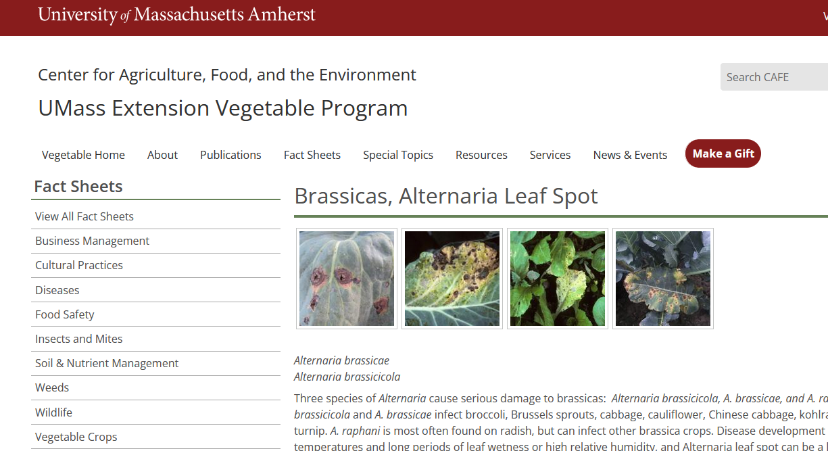 University of Massachusetts Amherst
Center for Agriculture, Food, and the Environment
Search CAFE
UMass Extension Vegetable Program
Vegetable Home About Publications Fact Sheets Special Topics Resources Services News & Events Make a Gift
Fact Sheets
View All Fact Sheets
Business Management
Cultural Practices
Diseases
Food Safety
Insects and Mites
Soil & Nutrient Management
Weeds
Wildlife
Vegetable Crops
Brassicas, Alternaria Leaf Spot
Alternaria brassicae
Alternaria brassicicola
Three species of Alternaria cause serious damage to brassicas: Alternaria brassicicola, A. brassicae, and A. ra
brassicicola and A. brassicae infect broccoli, Brussels sprouts, cabbage, cauliflower, Chinese cabbage, kohlra
turnip. A. raphani is most often found on radish, but can infect other brassica crops. Disease development
temperatures and long periods of leaf wetness or high relative humidity, and Alternaria leaf spot can be a